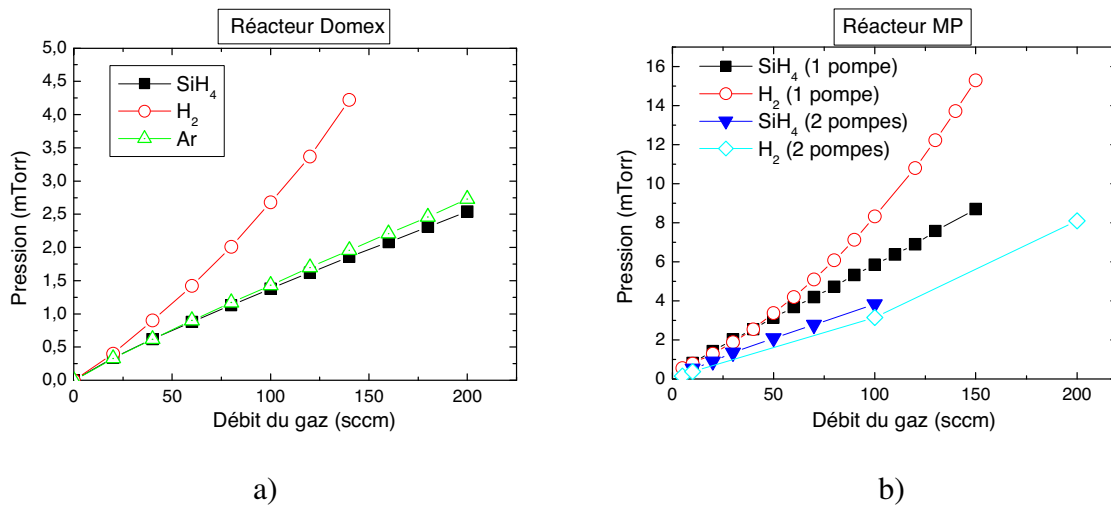 Réacteur Domex
5,0
4,5
4,0
3,5
3,0
2,5
2,0
1,5
1,0
0,5
0,0
Pression (mTorr)
SiH4
H2
Ar
0 50 100 150 200
Débit du gaz (sccm)
a)
Réacteur MP
16
14
12
10
8
6
4
2
0
Pression (mTorr)
SiH4 (1 pompe)
H2 (1 pompe)
SiH4 (2 pompes)
H2 (2 pompes)
0 50 100 150 200
Débit du gaz (sccm)
b)